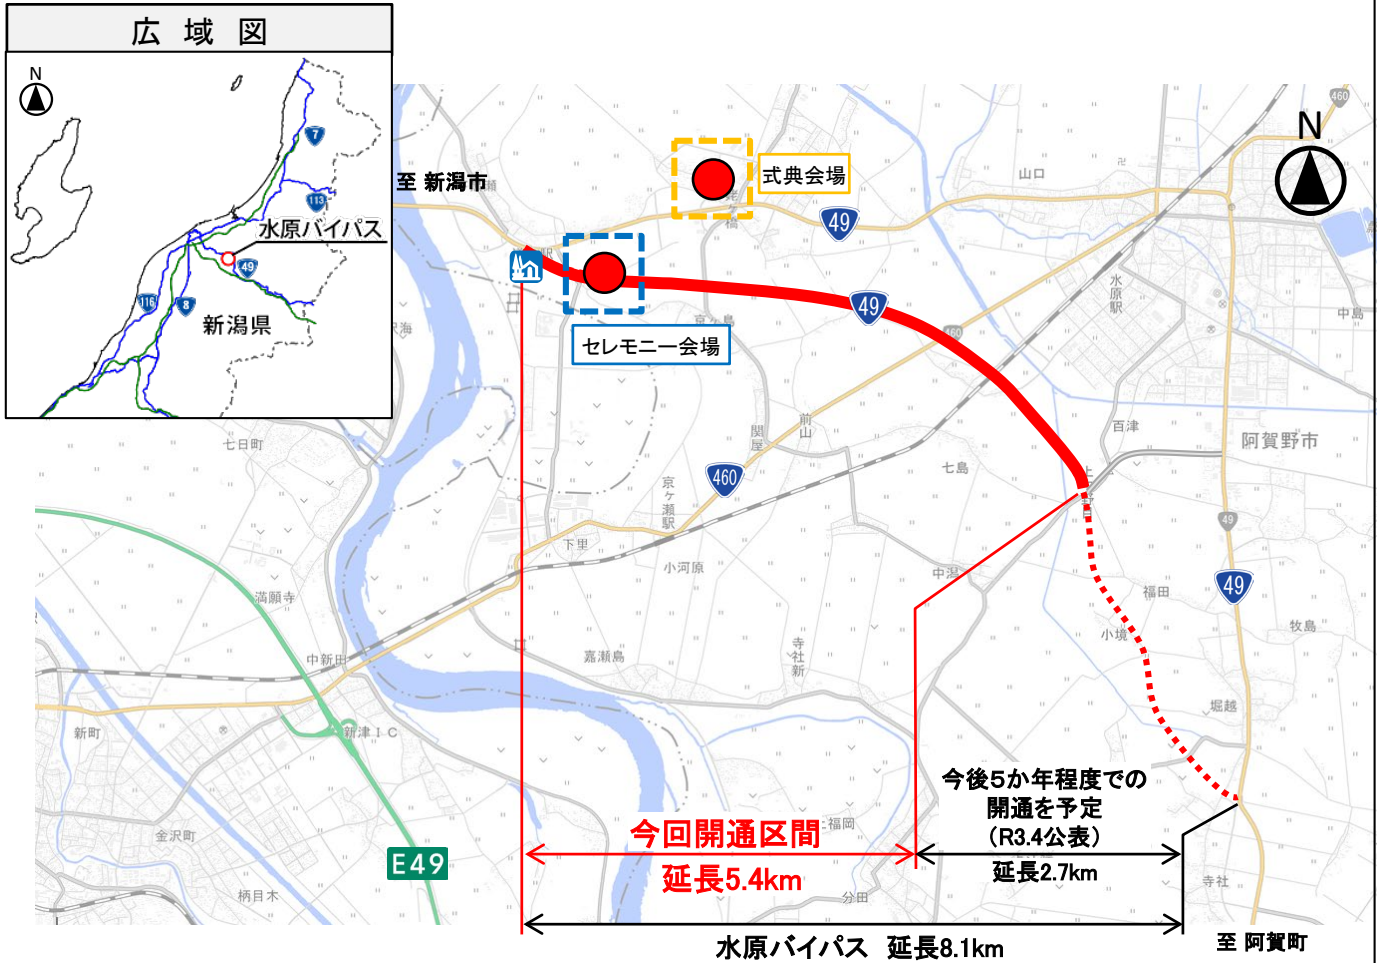 広域図
N
7
113
水原バイパス
49
116
8
新潟県
N
460
至 新潟市
式典会場
山口
49
水原駅
中島
49
460
セレモニー会場
京ヶ島
前山
関屋
七日町
百津
阿賀野市
七島
460
京ヶ瀬駅
49
下里
小河原
中潟
福田
49
満願寺
小境
牧島
中新田
嘉瀬島
寺社新
堀越
新町
新津IC
今後5か年程度での
開通を予定
(R3.4公表)
延長2.7km
今回開通区間
延長5.4km
金沢町
E49
柄目木
分田
寺社
水原バイパス 延長8.1km
至 阿賀町